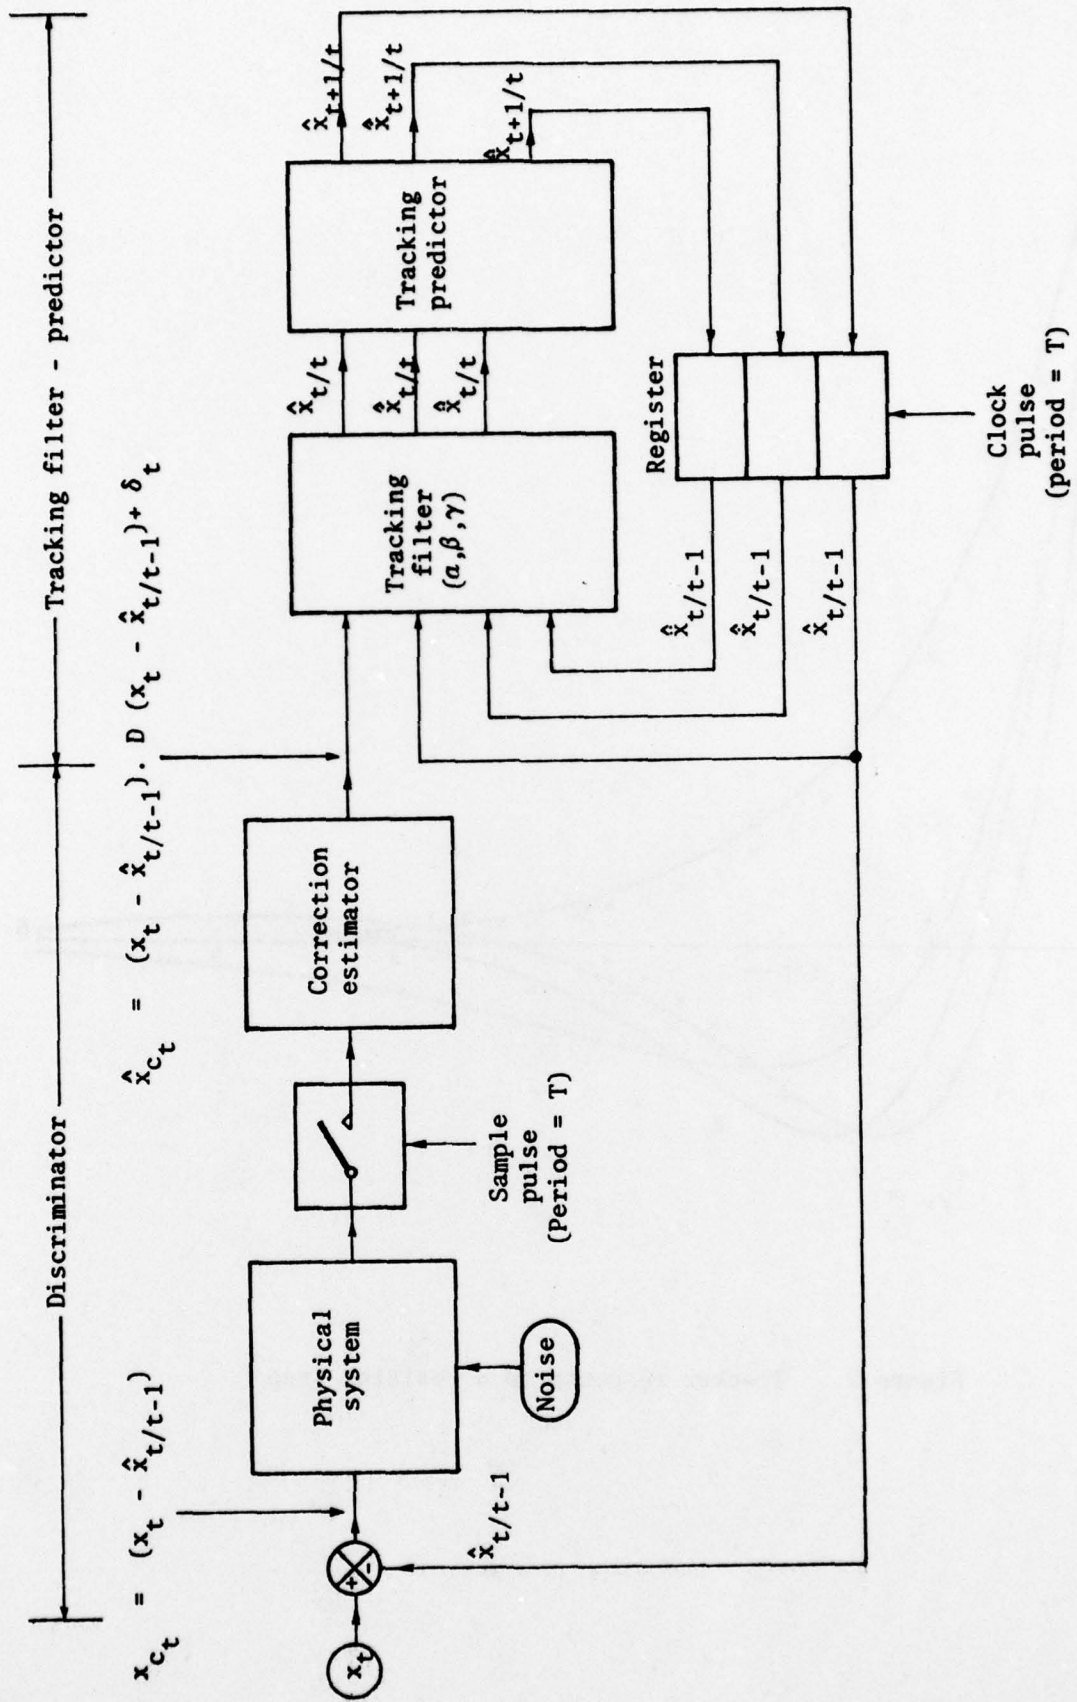 Discriminator
Tracking filter - predictor
x_{c_t} = (x_t - x̂_{t/t-1})
x̂_{c_t} = (x_t - x̂_{t/t-1}). D (x_t - x̂_{t/t-1})+ δ_t
x_t
+
-
x̂_{t/t-1}
Physical
system
Noise
Sample
pulse
(Period = T)
Correction
estimator
Tracking
filter
(α,β,γ)
x̂_{t/t}
ẋ̂_{t/t}
ẍ̂_{t/t}
Tracking
predictor
x̂_{t+1/t}
ẋ̂_{t+1/t}
ẍ̂_{t+1/t}
Register
ẍ̂_{t/t-1}
ẋ̂_{t/t-1}
x̂_{t/t-1}
Clock
pulse
(period = T)